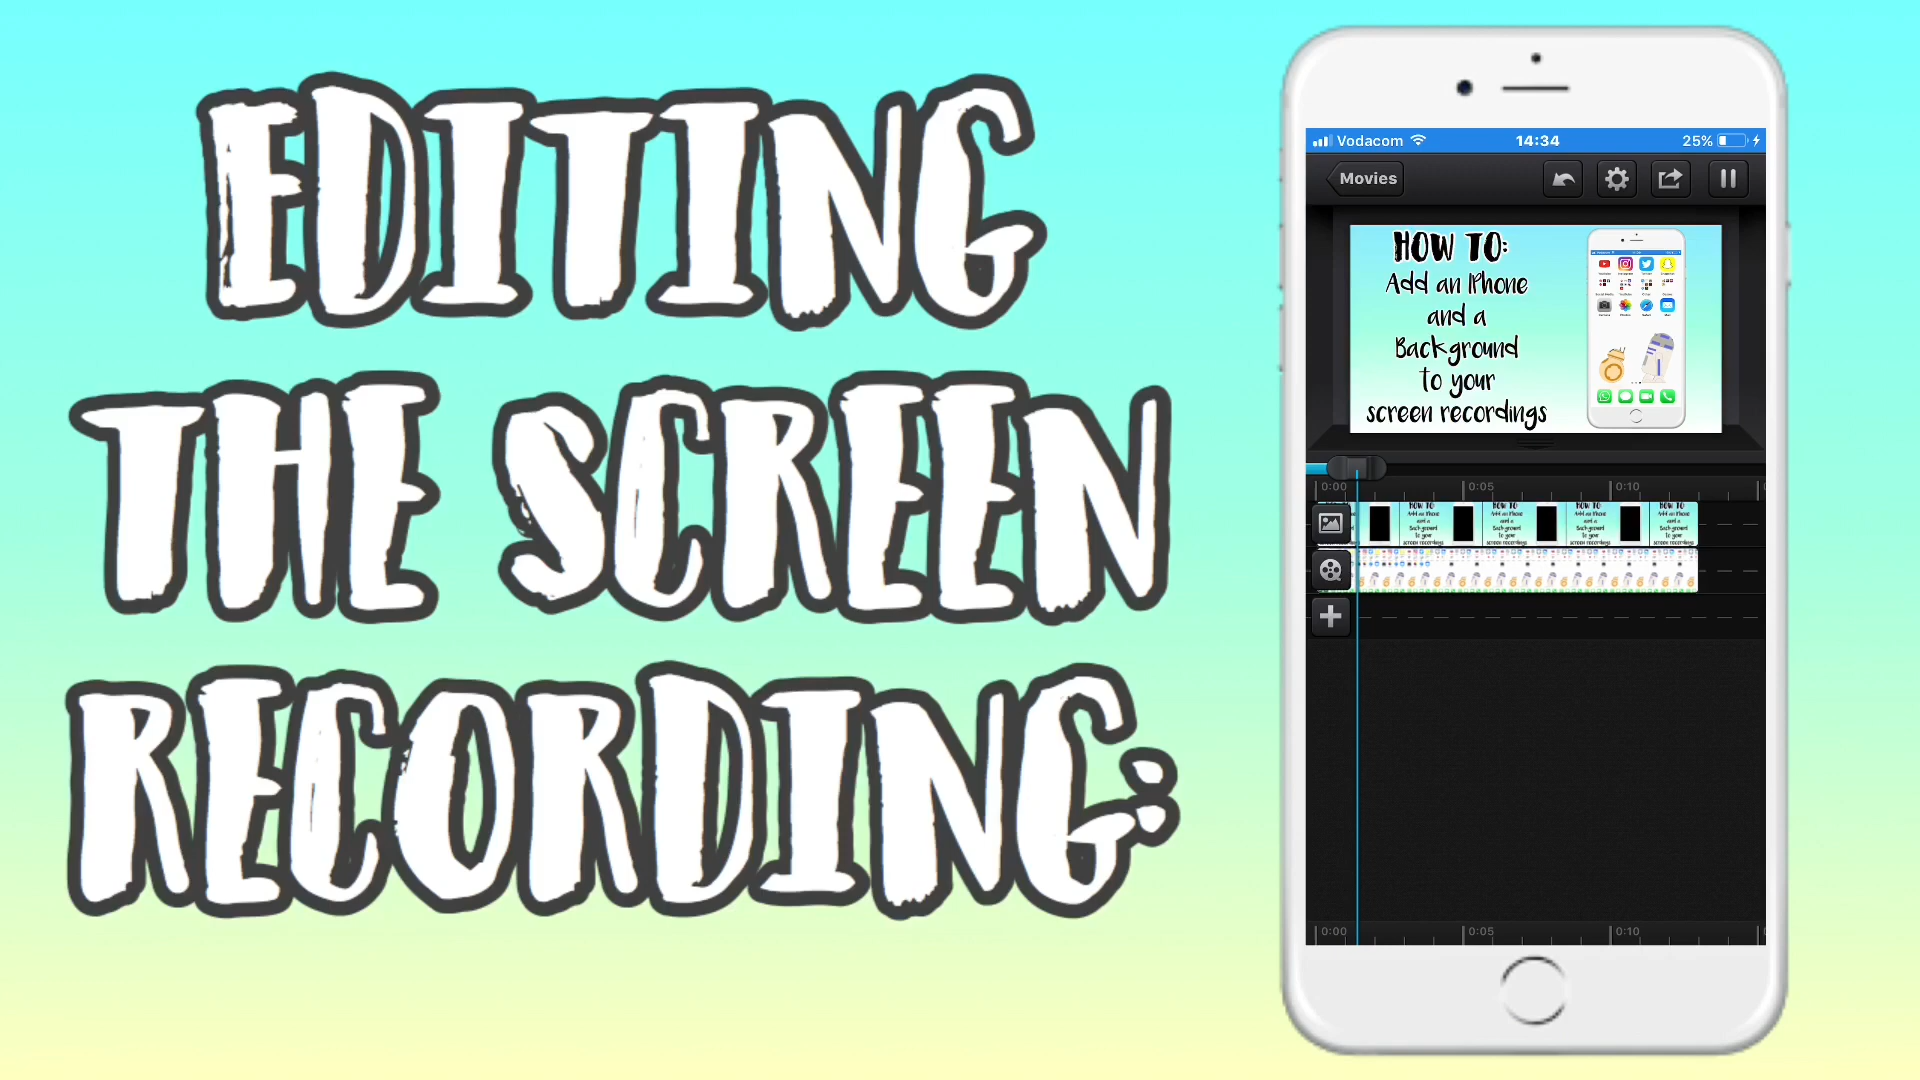 EDITING
THE SCREEN
RECORDING:
Vodacom
14:34
25%
Movies
HOW TO:
Add an IPhone
and a
Background
to your
screen recordings
0:00
0:05
0:10
0:00
0:05
0:10